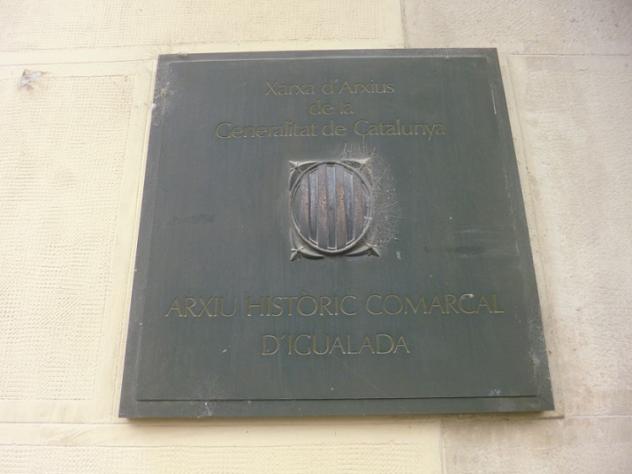 Xarxa d'Arxius
de la
Generalitat de Catalunya
ARXIU HISTÒRIC COMARCAL
D'IGUALADA